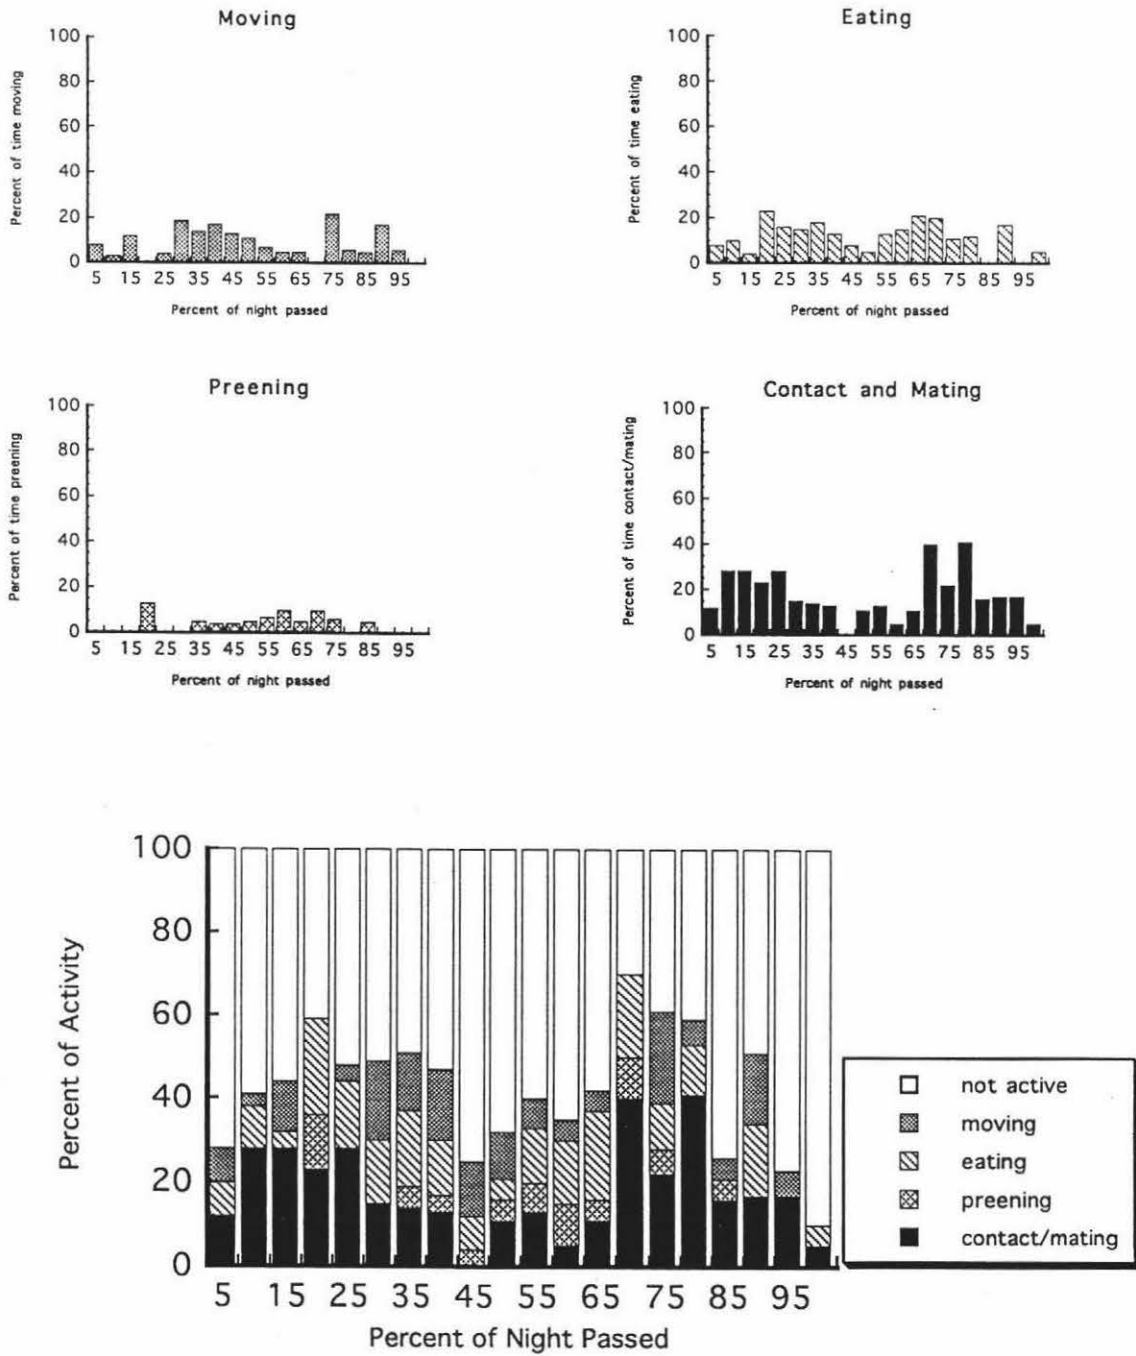 Moving
Percent of time moving
100
80
60
40
20
0
5 15 25 35 45 55 65 75 85 95
Percent of night passed
Eating
Percent of time eating
100
80
60
40
20
0
5 15 25 35 45 55 65 75 85 95
Percent of night passed
Preening
Percent of time preening
100
80
60
40
20
0
5 15 25 35 45 55 65 75 85 95
Percent of night passed
Contact and Mating
Percent of time contact/mating
100
80
60
40
20
0
5 15 25 35 45 55 65 75 85 95
Percent of night passed
Percent of Activity
100
80
60
40
20
0
5 15 25 35 45 55 65 75 85 95
Percent of Night Passed
not active
moving
eating
preening
contact/mating